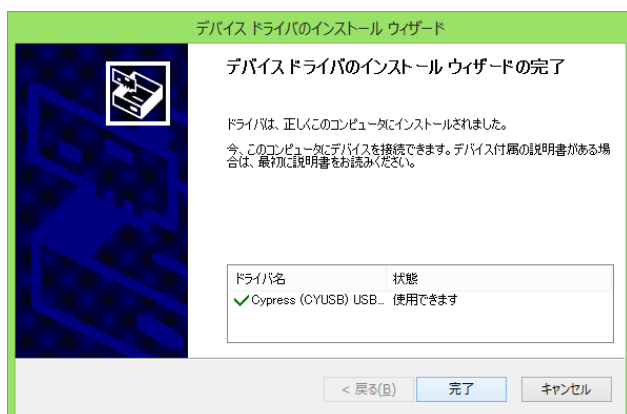 デバイス ドライバのインストール ウィザード
デバイス ドライバのインストール ウィザードの完了
ドライバは、正しくこのコンピュータにインストールされました。
今、このコンピュータにデバイスを接続できます。デバイス付属の説明書がある場
合は、最初に説明書をお読みください。
ドライバ名 状態
Cypress (CYUSB) USB... 使用できます
< 戻る(B) 完了 キャンセル